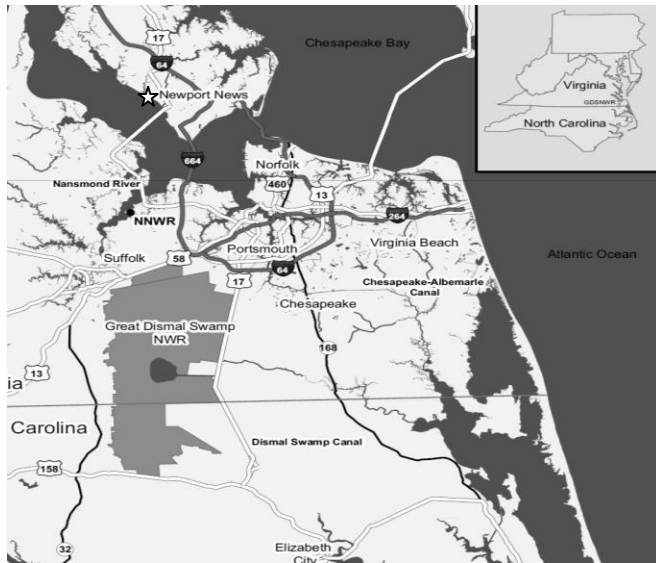 17
Chesapeake Bay
64
Newport News
Virginia
GDSNWR
North Carolina
664
Norfolk
Nansmond River
460
13
NNWR
264
Virginia Beach
Portsmouth
Suffolk
58
64
Atlantic Ocean
17
Chesapeake-Albemarle
Canal
Chesapeake
Great Dismal Swamp
NWR
168
13
ia
Carolina
Dismal Swamp Canal
158
32
Elizabeth
City